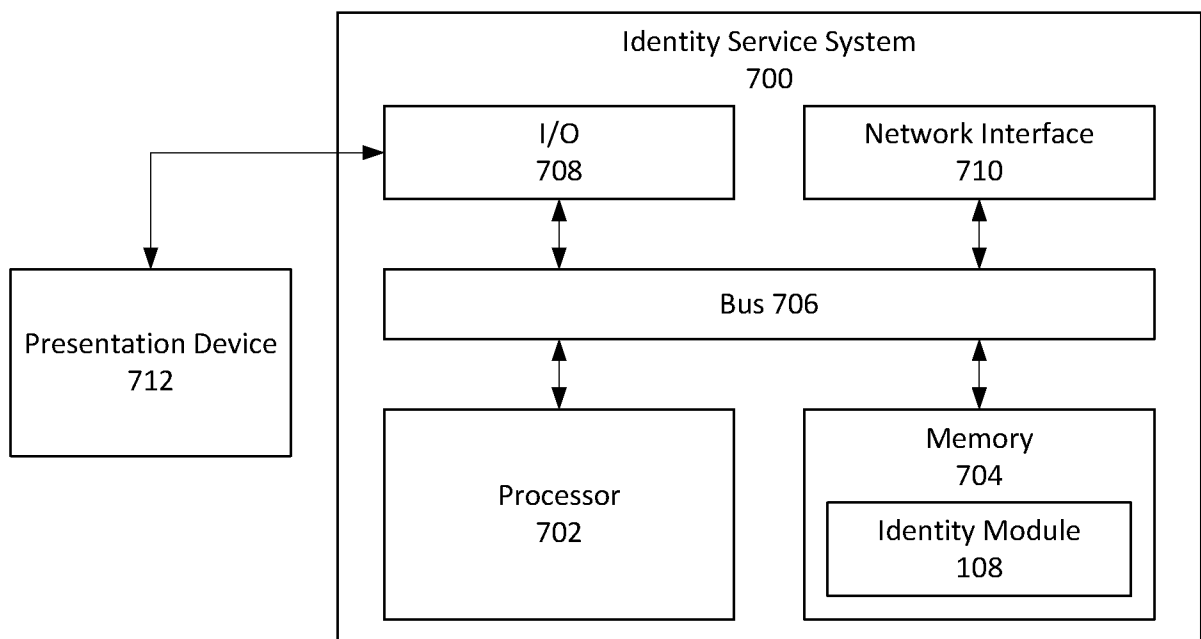 Identity Service System
700
I/O
708
Network Interface
710
Bus 706
Presentation Device
712
Processor
702
Memory
704
Identity Module
108